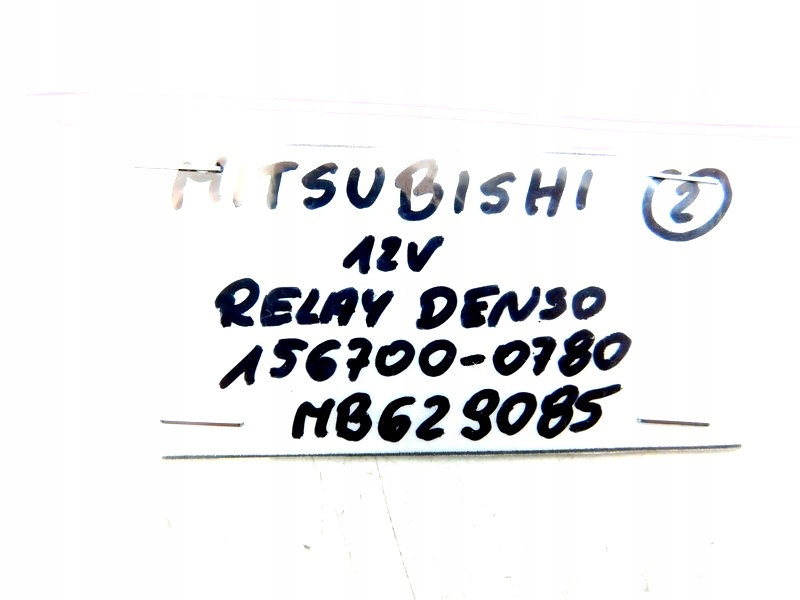 MITSUBISHI 2
12V
RELAY DENSO
156700-0780
MB629085